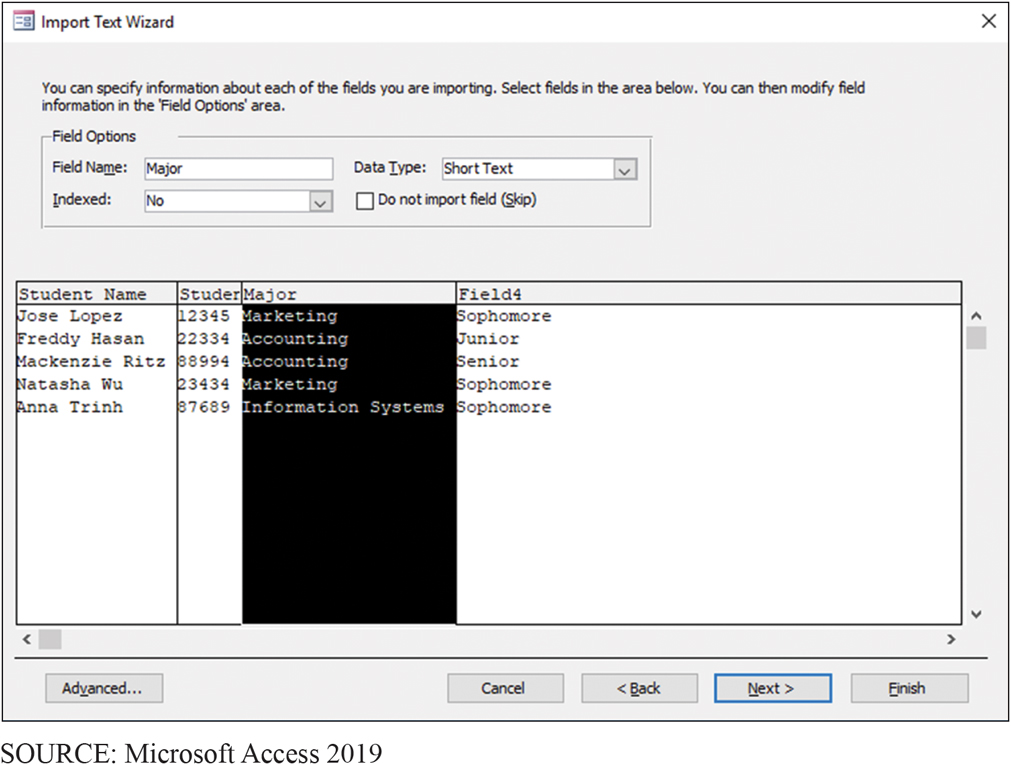 Import Text Wizard
You can specify information about each of the fields you are importing. Select fields in the area below. You can then modify field
information in the 'Field Options' area.
Field Options
Field Name: Major Data Type: Short Text
Indexed: No Do not import field (Skip)
Student Name Studer Major Field4
Jose Lopez 12345 Marketing Sophomore
Freddy Hasan 22334 Accounting Junior
Mackenzie Ritz 88994 Accounting Senior
Natasha Wu 23434 Marketing Sophomore
Anna Trinh 87689 Information Systems Sophomore
Advanced... Cancel < Back Next > Finish
SOURCE: Microsoft Access 2019